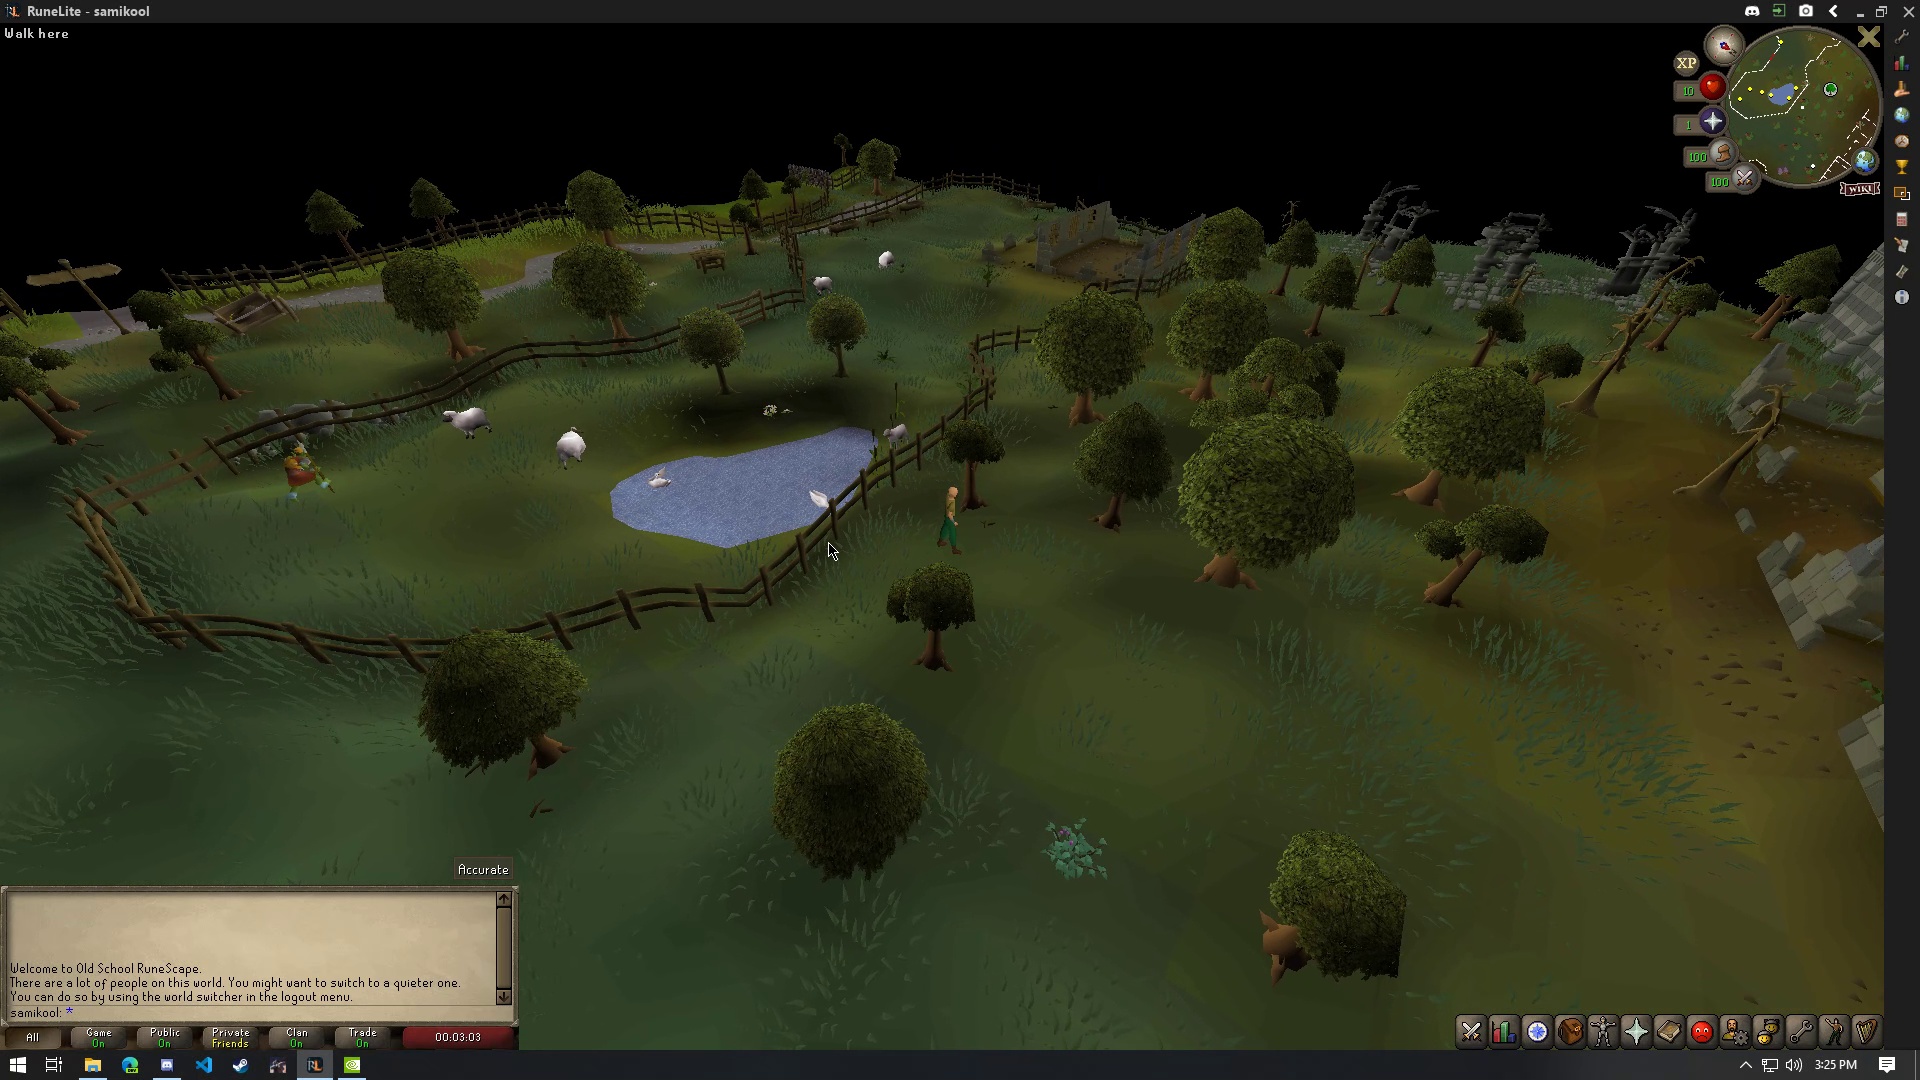 RuneLite - samikool
Walk here
XP
10
1
100
100
WIKI
Accurate
Welcome to Old School RuneScape.
There are a lot of people on this world. You might want to switch to a quieter one.
You can do so by using the world switcher in the logout menu.
samikool: *
All
Game
On
Public
On
Private
Friends
Clan
On
Trade
On
00:03:03
3:25 PM